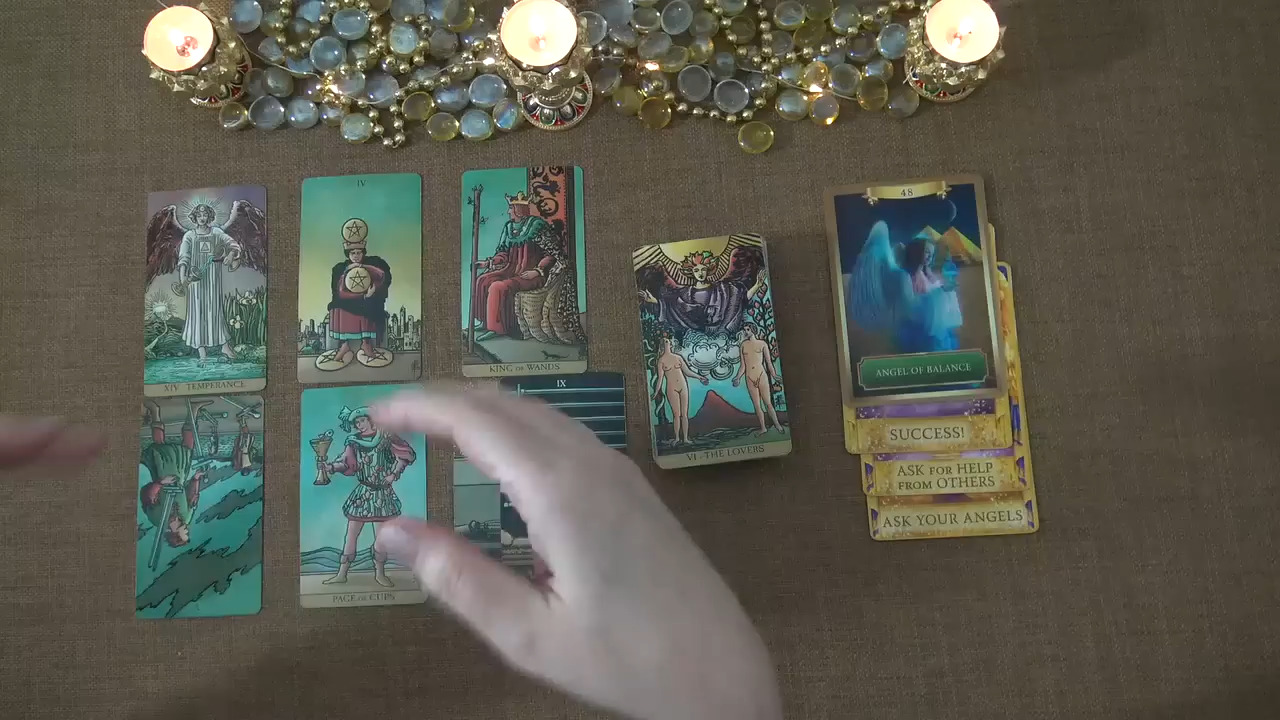 IV
XIV TEMPERANCE
KING OF WANDS
PAGE OF CUPS
IX
VI - THE LOVERS
48
ANGEL OF BALANCE
SUCCESS!
ASK FOR HELP
FROM OTHERS
ASK YOUR ANGELS